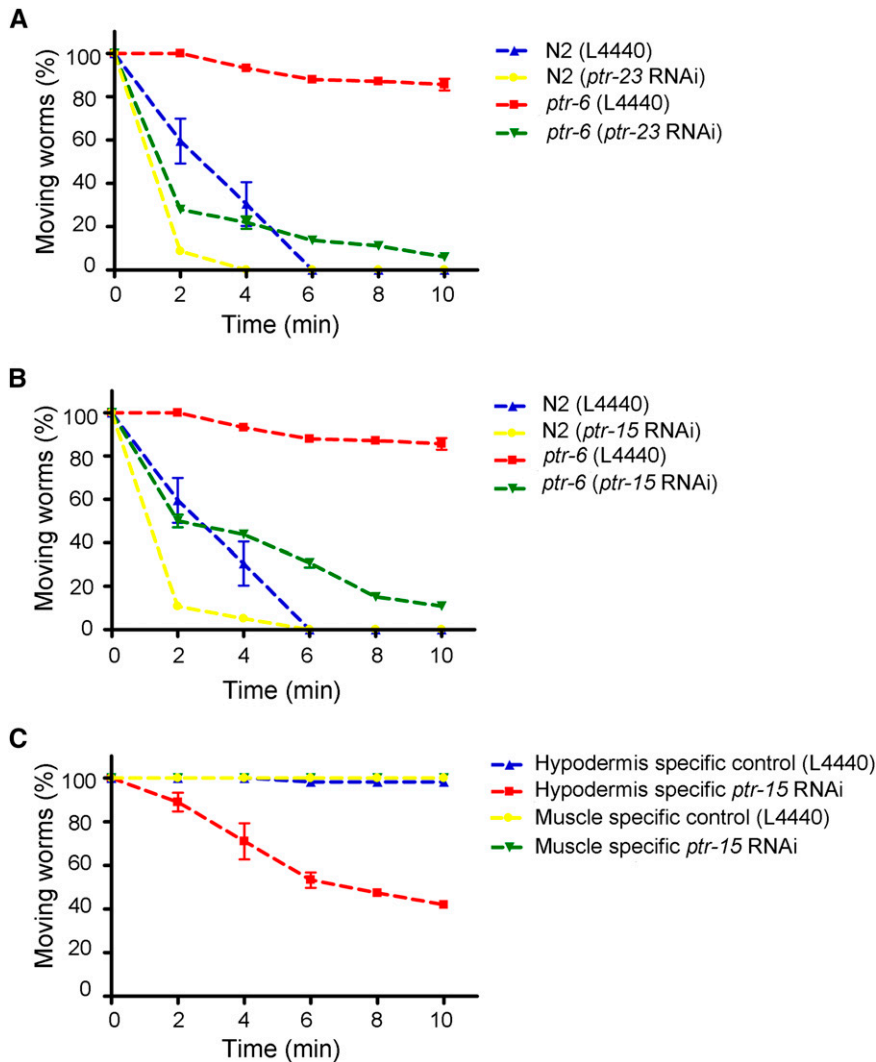 A
Moving worms (%)
100
80
60
40
20
0
0 2 4 6 8 10
Time (min)
N2 (L4440)
N2 (ptr-23 RNAi)
ptr-6 (L4440)
ptr-6 (ptr-23 RNAi)
B
Moving worms (%)
100
80
60
40
20
0
0 2 4 6 8 10
Time (min)
N2 (L4440)
N2 (ptr-15 RNAi)
ptr-6 (L4440)
ptr-6 (ptr-15 RNAi)
C
Moving worms (%)
100
80
60
40
20
0
0 2 4 6 8 10
Time (min)
Hypodermis specific control (L4440)
Hypodermis specific ptr-15 RNAi
Muscle specific control (L4440)
Muscle specific ptr-15 RNAi